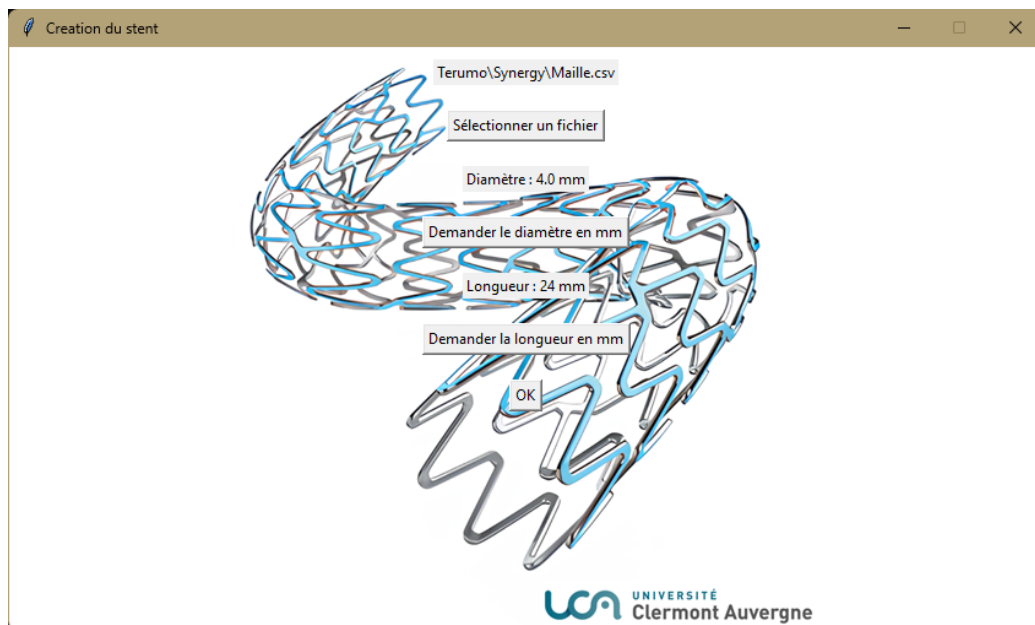 Creation du stent
Terumo\Synergy\Maille.csv
Sélectionner un fichier
Diamètre : 4.0 mm
Demander le diamètre en mm
Longueur : 24 mm
Demander la longueur en mm
OK
UCA UNIVERSITÉ
Clermont Auvergne